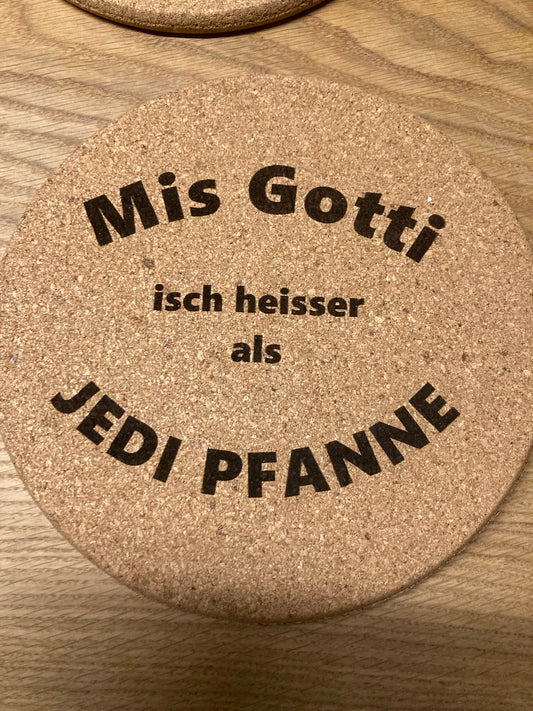 Mis Gotti
isch heisser
als
JEDI PFANNE